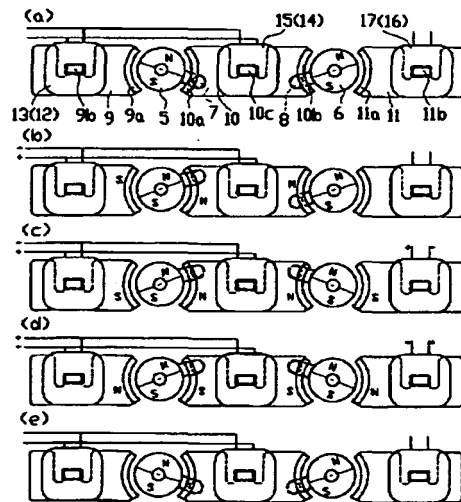 (a)
15(14) 17(16)
N S N S
13(12) 9b 9 9a 5 10a 7 10 10c 8 10b 6 11a 11 11b
(b)
- +
S N S N N N S
(c)
- +
+ -
S N S N N N S S
(d)
+ -
+ -
N N S S S N S N
(e)
N S N S